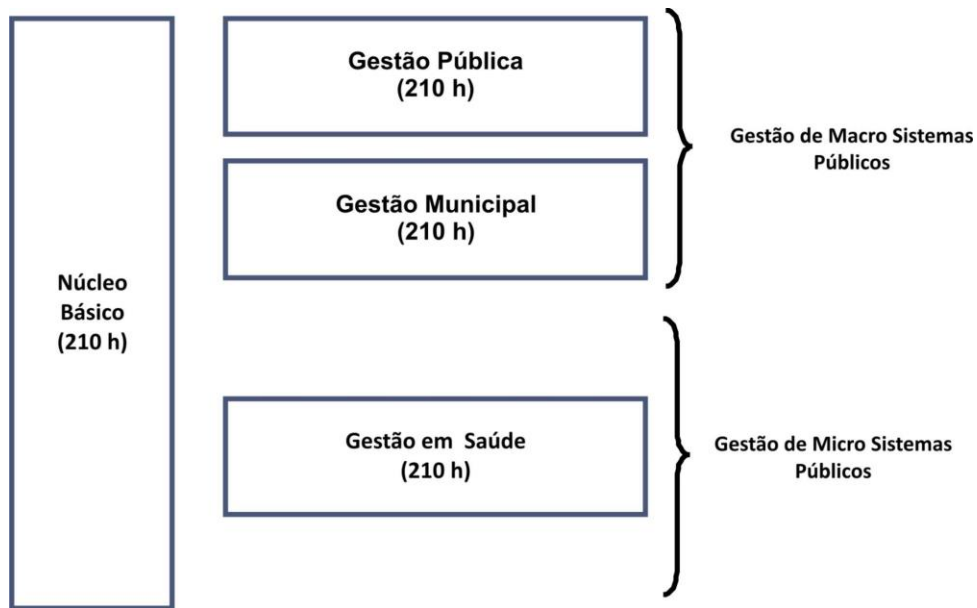 Núcleo
Básico
(210 h)
Gestão Pública
(210 h)
Gestão Municipal
(210 h)
Gestão de Macro Sistemas
Públicos
Gestão em Saúde
(210 h)
Gestão de Micro Sistemas
Públicos